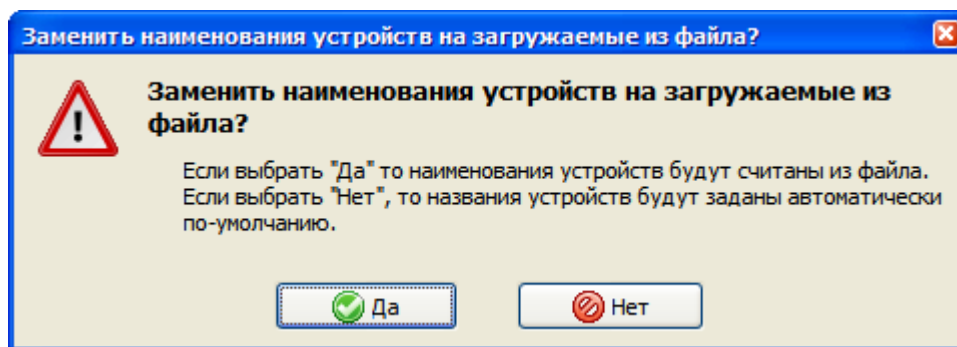 Заменить наименования устройств на загружаемые из файла?
Заменить наименования устройств на загружаемые из
файла?
Если выбрать "Да" то наименования устройств будут считаны из файла.
Если выбрать "Нет", то названия устройств будут заданы автоматически
по-умолчанию.
Да
Нет